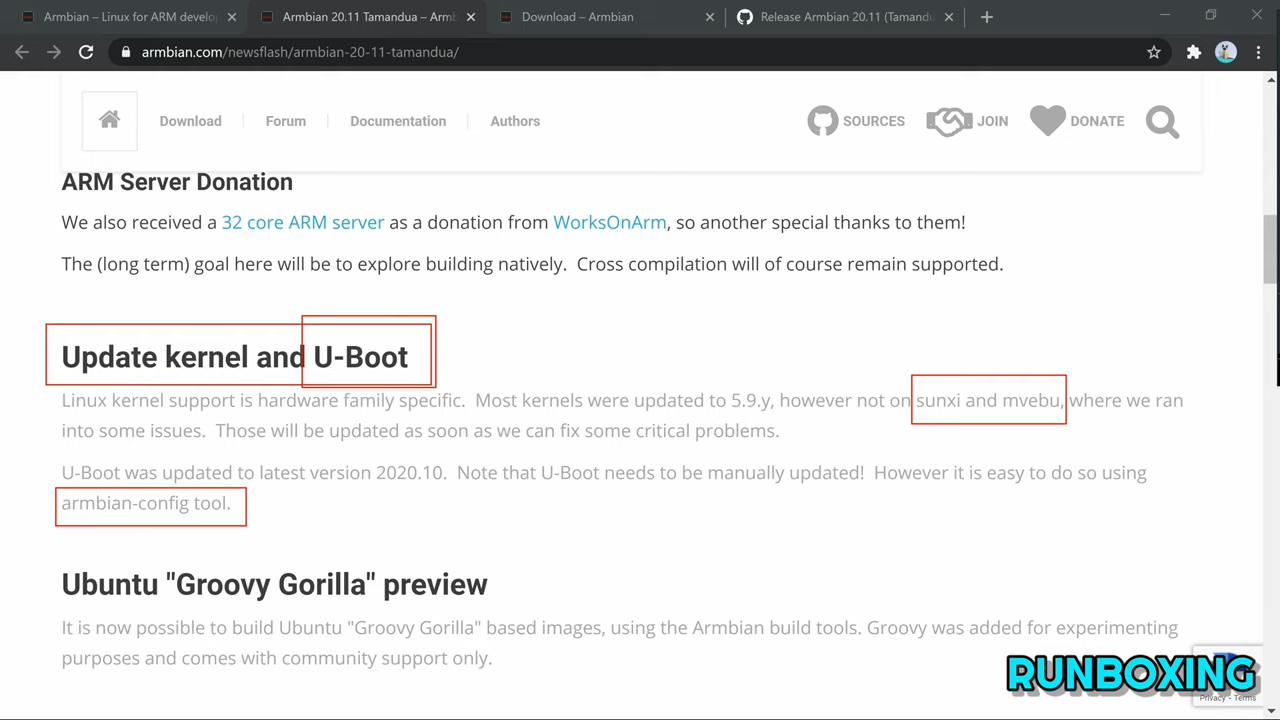 Armbian – Linux for ARM develo
Armbian 20.11 Tamandua – Armb
Download – Armbian
Release Armbian 20.11 (Tamandu
armbian.com/newsflash/armbian-20-11-tamandua/
Download
Forum
Documentation
Authors
SOURCES
JOIN
DONATE
ARM Server Donation
We also received a 32 core ARM server as a donation from WorksOnArm, so another special thanks to them!
The (long term) goal here will be to explore building natively.  Cross compilation will of course remain supported.
Update kernel and U-Boot
Linux kernel support is hardware family specific.  Most kernels were updated to 5.9.y, however not on sunxi and mvebu, where we ran
into some issues.  Those will be updated as soon as we can fix some critical problems.
U-Boot was updated to latest version 2020.10.  Note that U-Boot needs to be manually updated!  However it is easy to do so using
armbian-config tool.
Ubuntu "Groovy Gorilla" preview
It is now possible to build Ubuntu "Groovy Gorilla" based images, using the Armbian build tools. Groovy was added for experimenting
purposes and comes with community support only.
RUNBOXING
Privacy - Terms